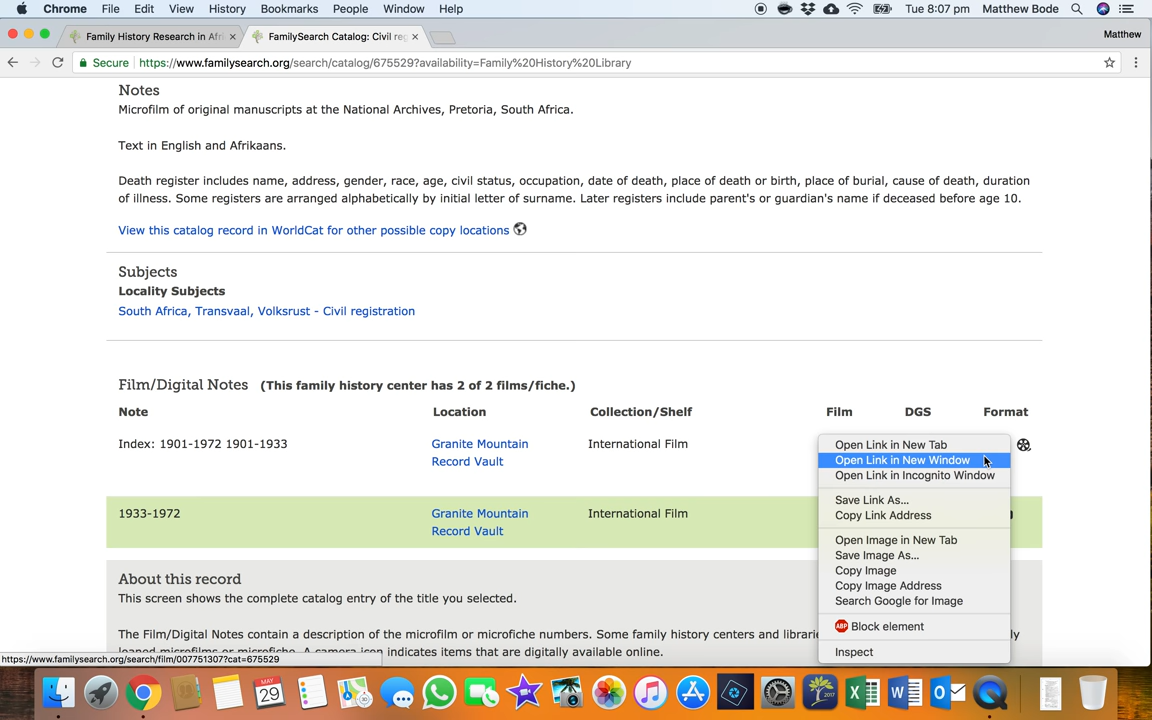 Chrome File Edit View History Bookmarks People Window Help Tue 8:07 pm Matthew Bode
Family History Research in Afri × FamilySearch Catalog: Civil reg × Matthew
Secure https://www.familysearch.org/search/catalog/675529?availability=Family%20History%20Library
Notes
Microfilm of original manuscripts at the National Archives, Pretoria, South Africa.
Text in English and Afrikaans.
Death register includes name, address, gender, race, age, civil status, occupation, date of death, place of death or birth, place of burial, cause of death, duration
of illness. Some registers are arranged alphabetically by initial letter of surname. Later registers include parent's or guardian's name if deceased before age 10.
View this catalog record in WorldCat for other possible copy locations
Subjects
Locality Subjects
South Africa, Transvaal, Volksrust - Civil registration
Film/Digital Notes (This family history center has 2 of 2 films/fiche.)
Note Location Collection/Shelf Film DGS Format
Index: 1901-1972 1901-1933 Granite Mountain International Film
Record Vault
1933-1972 Granite Mountain International Film
Record Vault
Open Link in New Tab
Open Link in New Window
Open Link in Incognito Window
Save Link As...
Copy Link Address
Open Image in New Tab
Save Image As...
Copy Image
Copy Image Address
Search Google for Image
ABP Block element
Inspect
About this record
This screen shows the complete catalog entry of the title you selected.
The Film/Digital Notes contain a description of the microfilm or microfiche numbers. Some family history centers and
loaned microfilms or microfiche. A camera icon indicates items that are digitally available online.
https://www.familysearch.org/search/film/007751307?cat=675529
MAY
29
2017